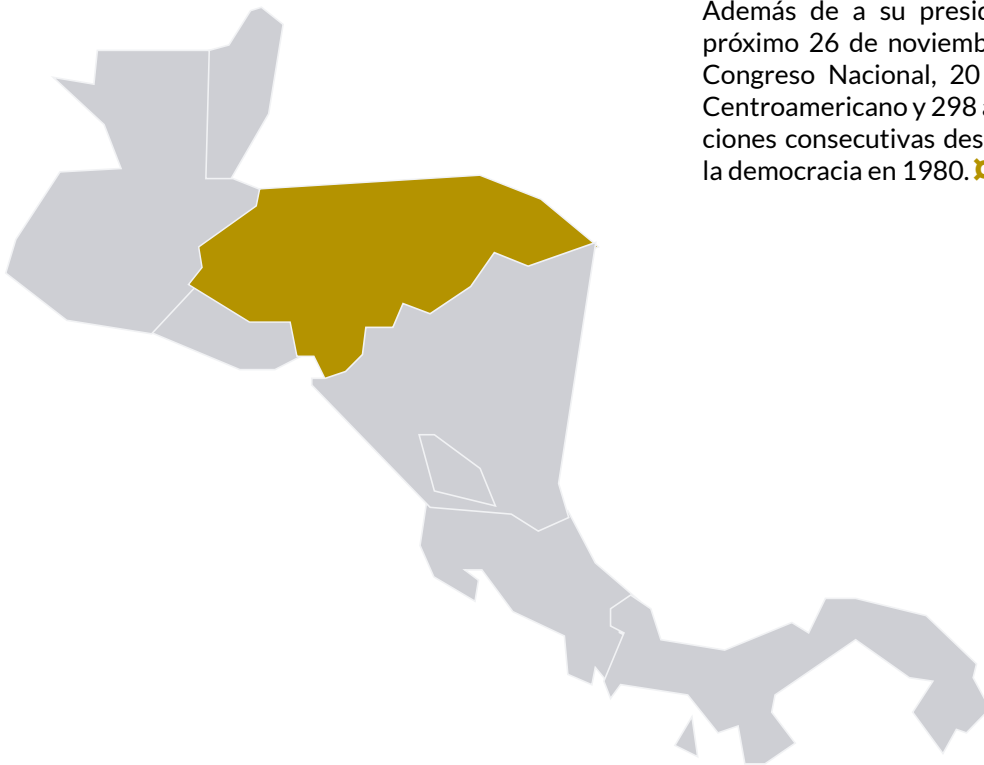 Además de a su presid
próximo 26 de noviemb
Congreso Nacional, 20
Centroamericano y 298 a
ciones consecutivas des
la democracia en 1980.